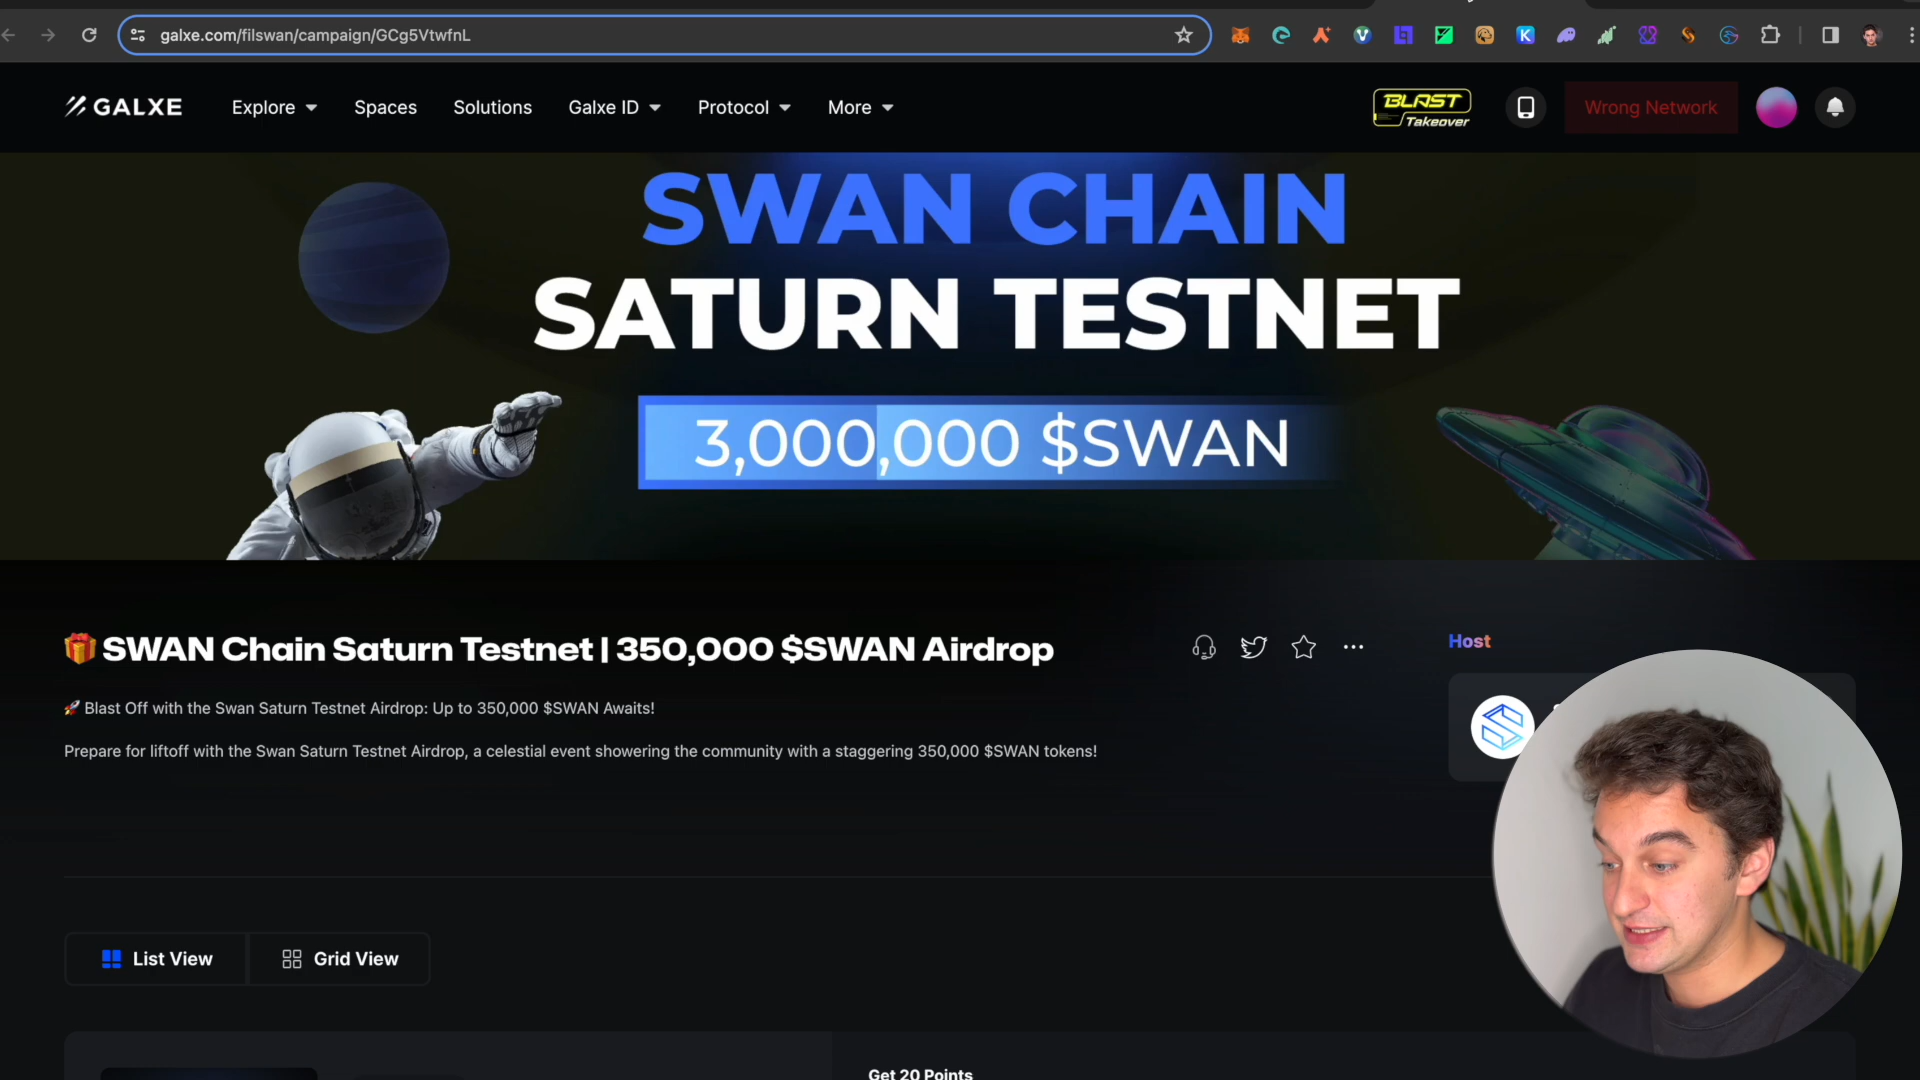 galxe.com/filswan/campaign/GCg5VtwfnL
GALXE
Explore
Spaces
Solutions
Galxe ID
Protocol
More
BLAST
Takeover
Wrong Network
SWAN CHAIN
SATURN TESTNET
3,000,000 $SWAN
🎁 SWAN Chain Saturn Testnet | 350,000 $SWAN Airdrop
Host
🚀 Blast Off with the Swan Saturn Testnet Airdrop: Up to 350,000 $SWAN Awaits!
Prepare for liftoff with the Swan Saturn Testnet Airdrop, a celestial event showering the community with a staggering 350,000 $SWAN tokens!
List View
Grid View
Get 20 Points